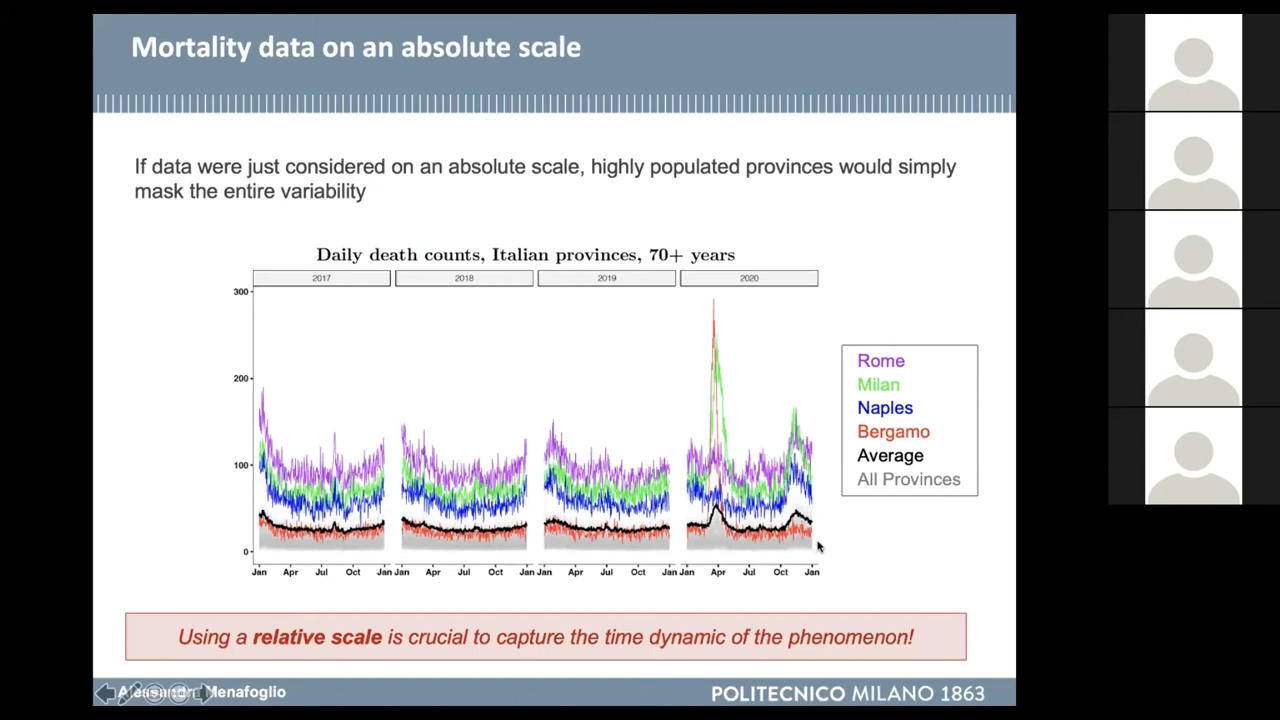 Mortality data on an absolute scale
If data were just considered on an absolute scale, highly populated provinces would simply
mask the entire variability
Daily death counts, Italian provinces, 70+ years
2017 2018 2019 2020
300
200
100
0
Jan Apr Jul Oct Jan Jan Apr Jul Oct Jan Jan Apr Jul Oct Jan Jan Apr Jul Oct Jan
Rome
Milan
Naples
Bergamo
Average
All Provinces
Using a relative scale is crucial to capture the time dynamic of the phenomenon!
Alessandra Menafoglio
POLITECNICO MILANO 1863